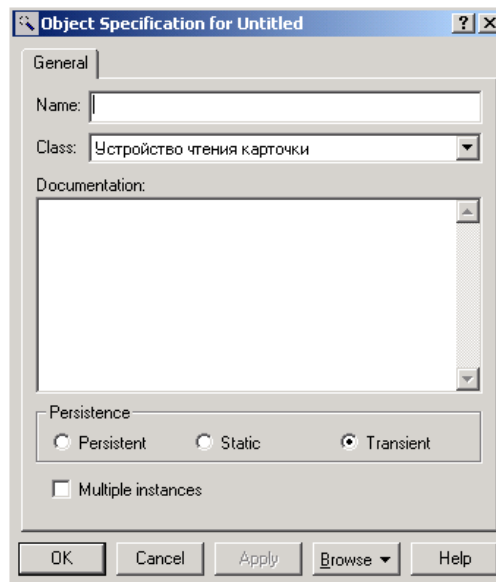 Object Specification for Untitled
General
Name:
Class: Устройство чтения карточки
Documentation:
Persistence
Persistent Static Transient
Multiple instances
OK Cancel Apply Browse Help